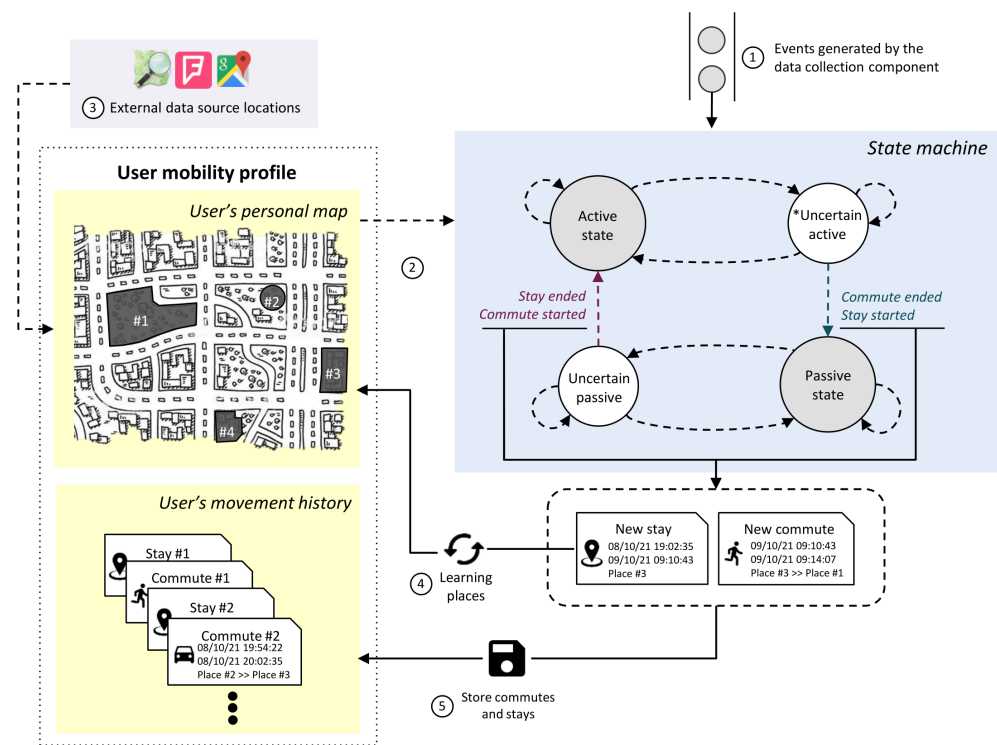 1
Events generated by the
data collection component
g
3 External data source locations
State machine
User mobility profile
User's personal map
Active
state
*Uncertain
active
2
#1
#2
#3
#4
Stay ended
Commute started
Commute ended
Stay started
Uncertain
passive
Passive
state
User's movement history
Stay #1
Commute #1
Stay #2
Commute #2
08/10/21 19:54:22
08/10/21 20:02:35
Place #2 >> Place #3
New stay
08/10/21 19:02:35
09/10/21 09:10:43
Place #3
New commute
09/10/21 09:10:43
09/10/21 09:14:07
Place #3 >> Place #1
4 Learning
places
5 Store commutes
and stays